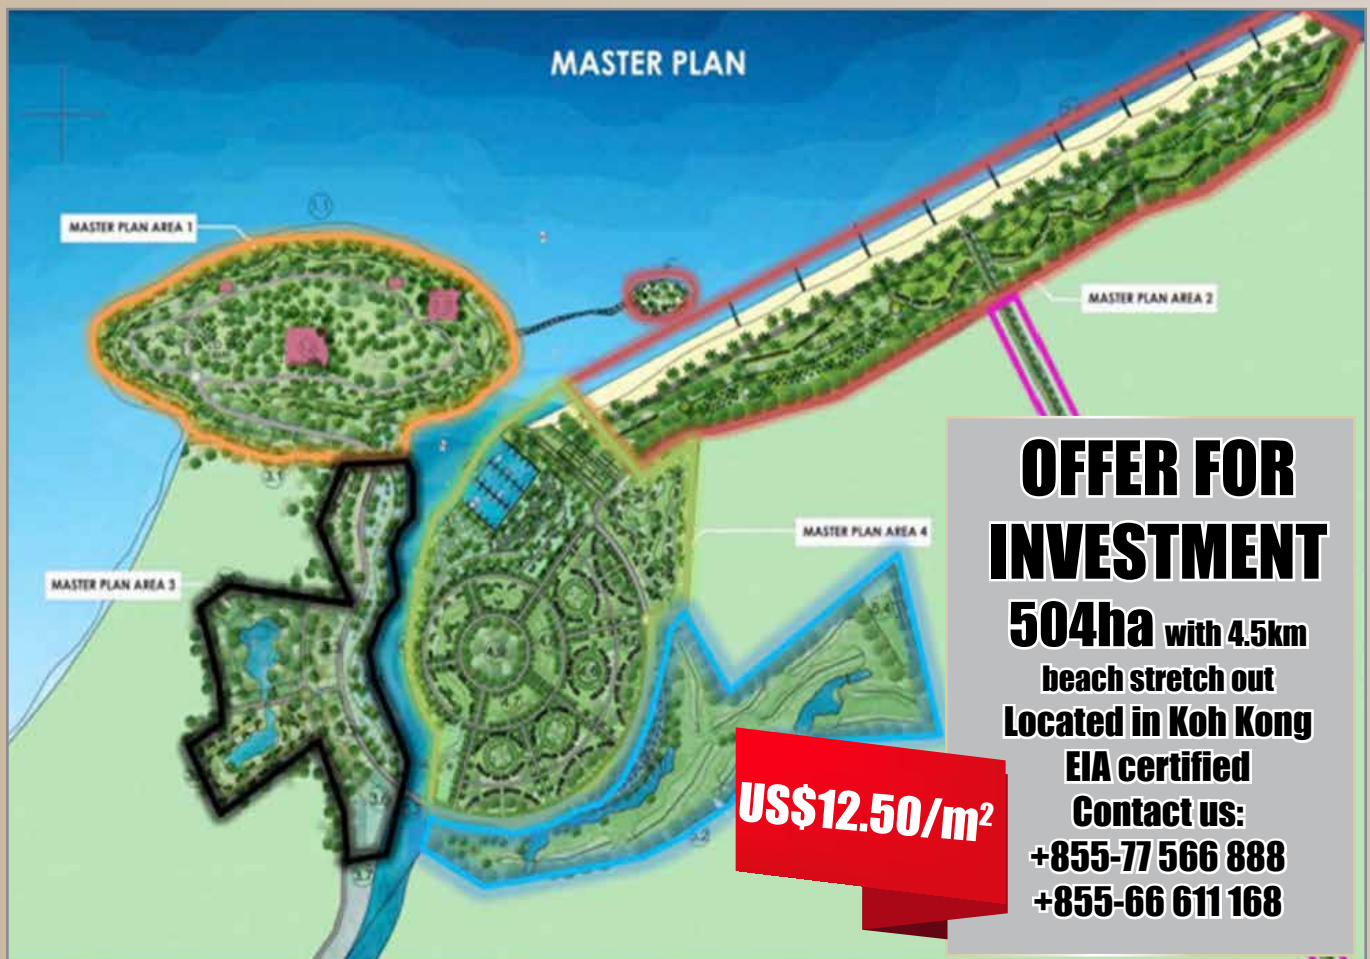 MASTER PLAN
MASTER PLAN AREA 1
MASTER PLAN AREA 2
MASTER PLAN AREA 4
MASTER PLAN AREA 3
OFFER FOR
INVESTMENT
504ha with 4.5km
beach stretch out
Located in Koh Kong
EIA certified
Contact us:
+855-77 566 888
+855-66 611 168
US$12.50/m²